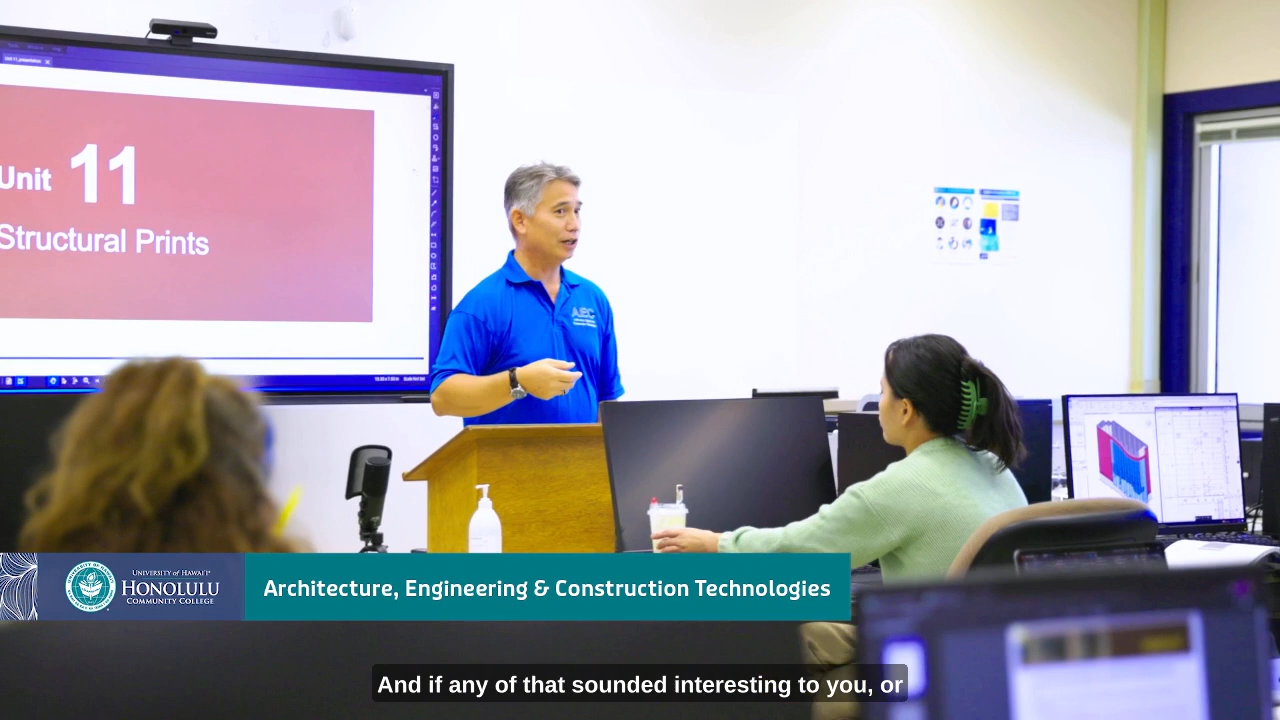 Unit 11
Structural Prints
AEC
UNIVERSITY OF HAWAI‘I®
HONOLULU
COMMUNITY COLLEGE
Architecture, Engineering & Construction Technologies
And if any of that sounded interesting to you, or